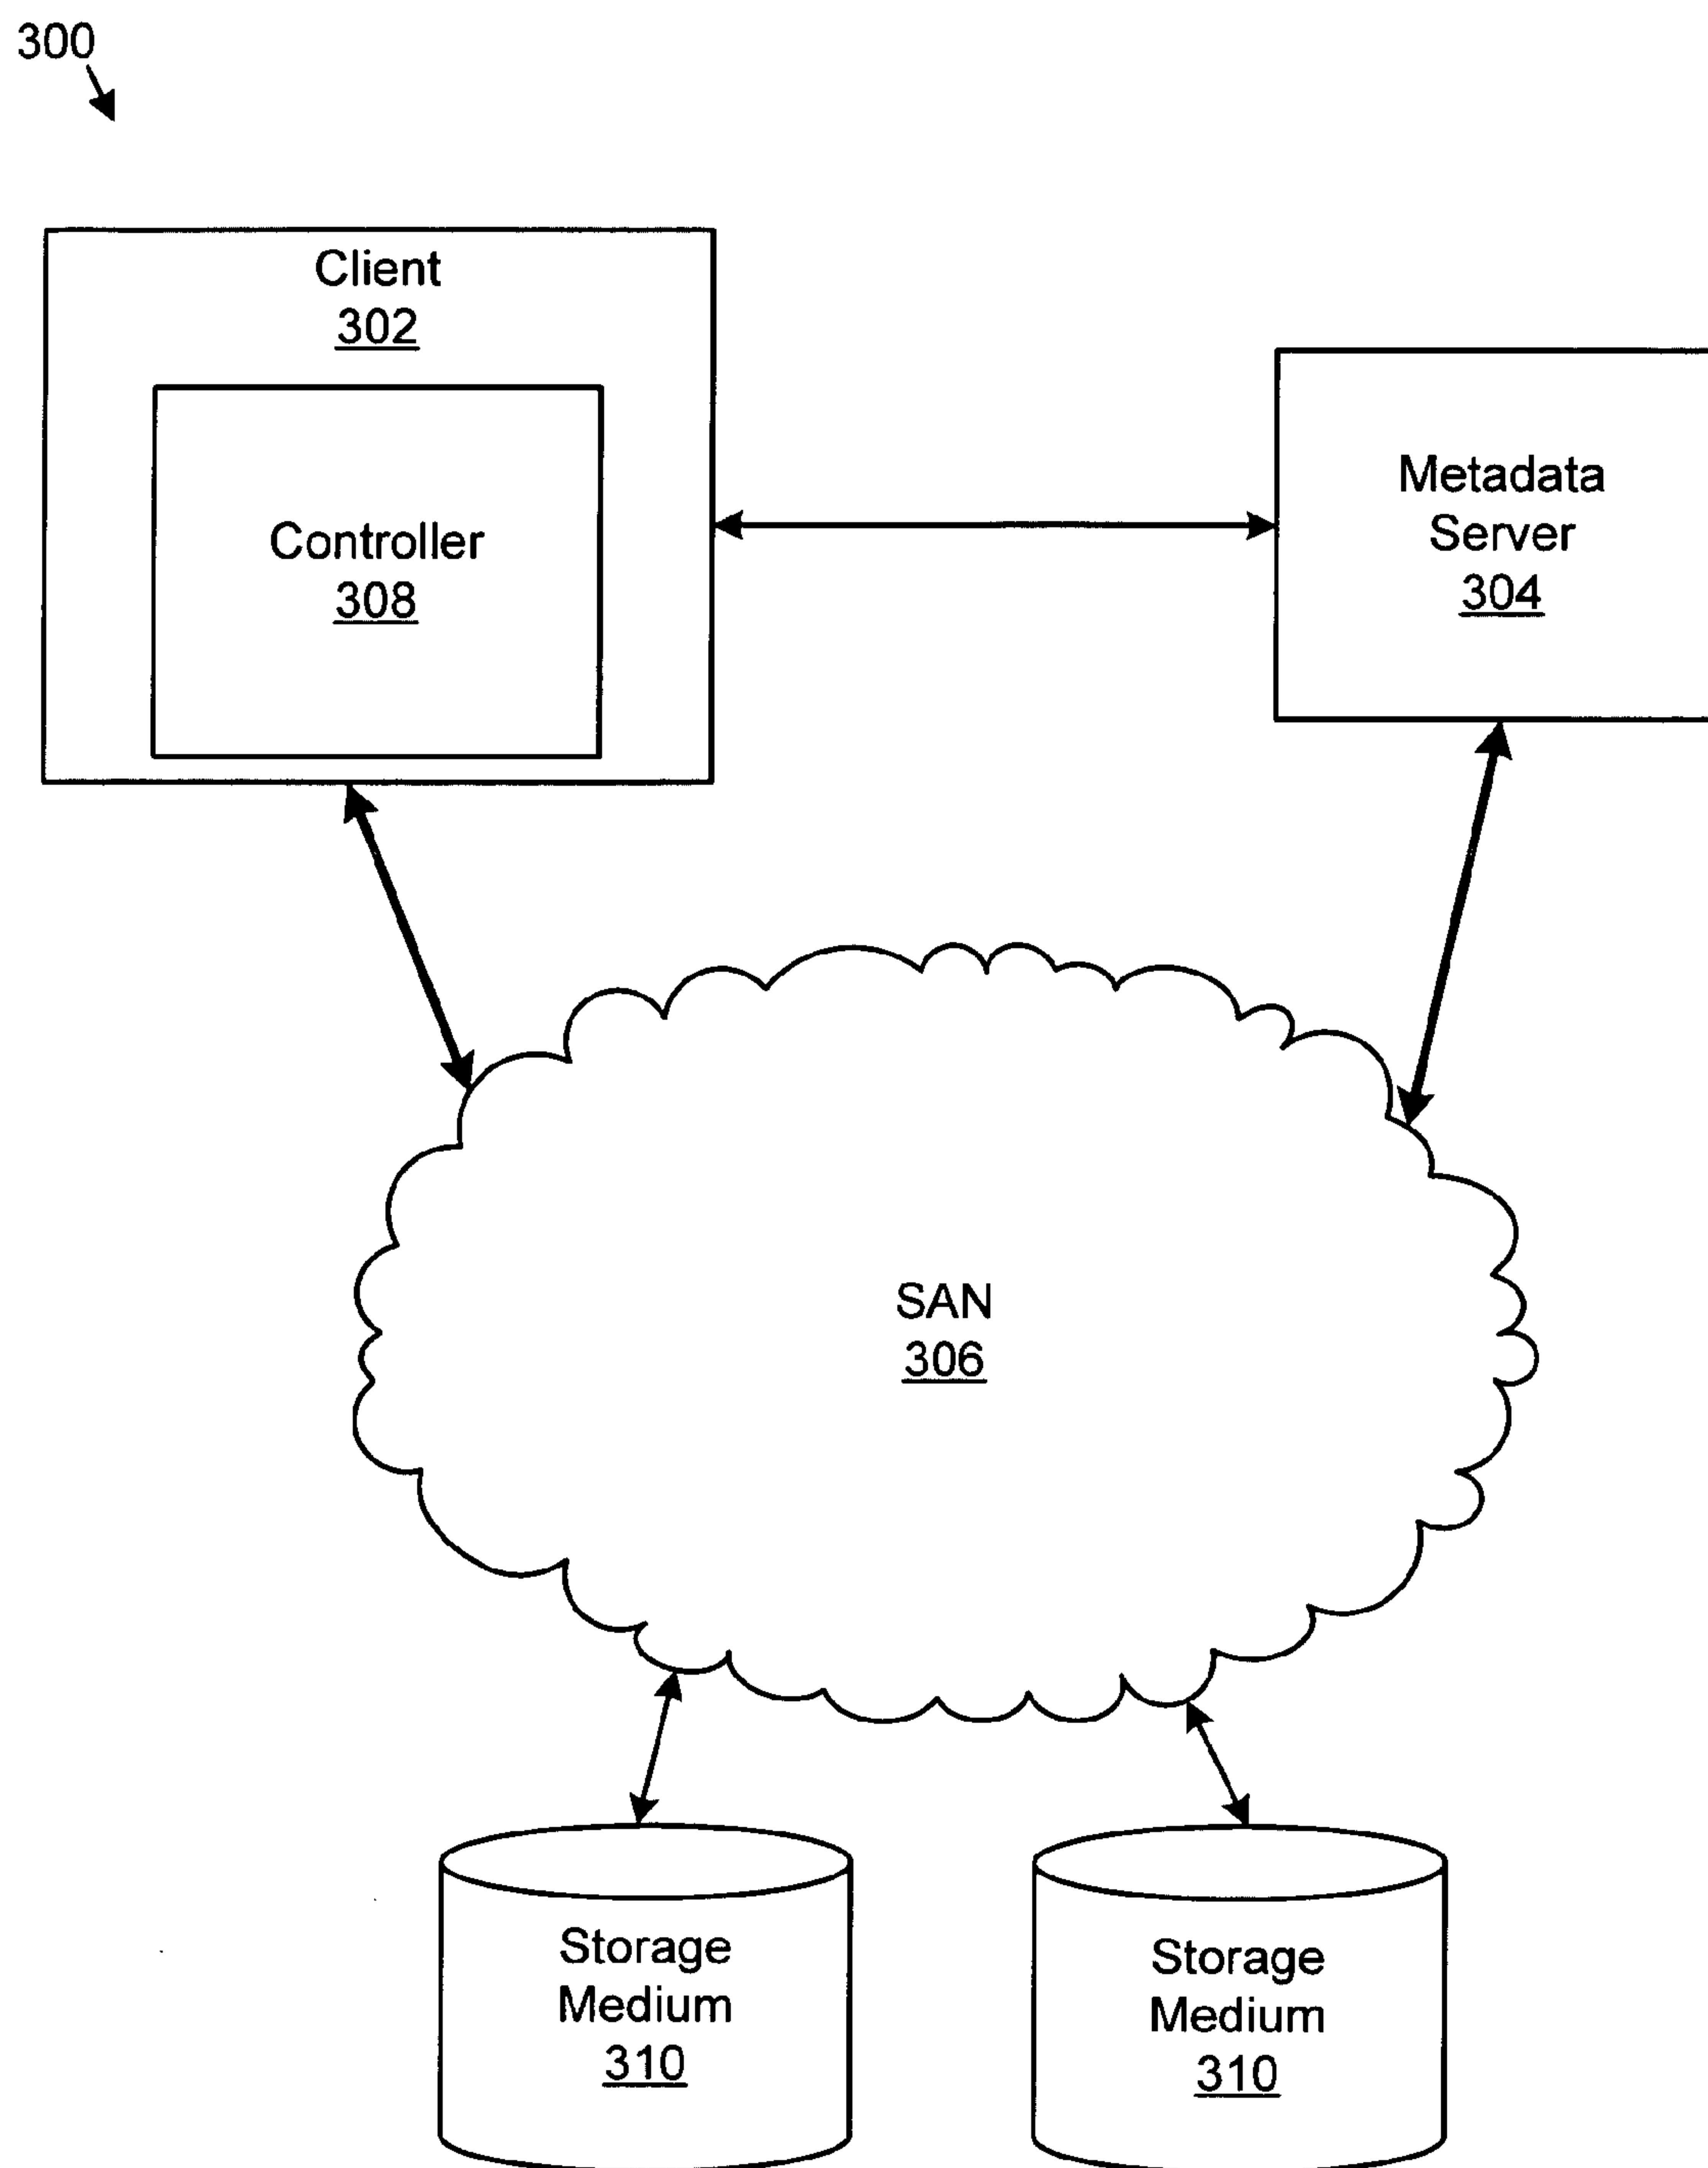 300
Client
302
Controller
308
Metadata
Server
304
SAN
306
Storage
Medium
310
Storage
Medium
310